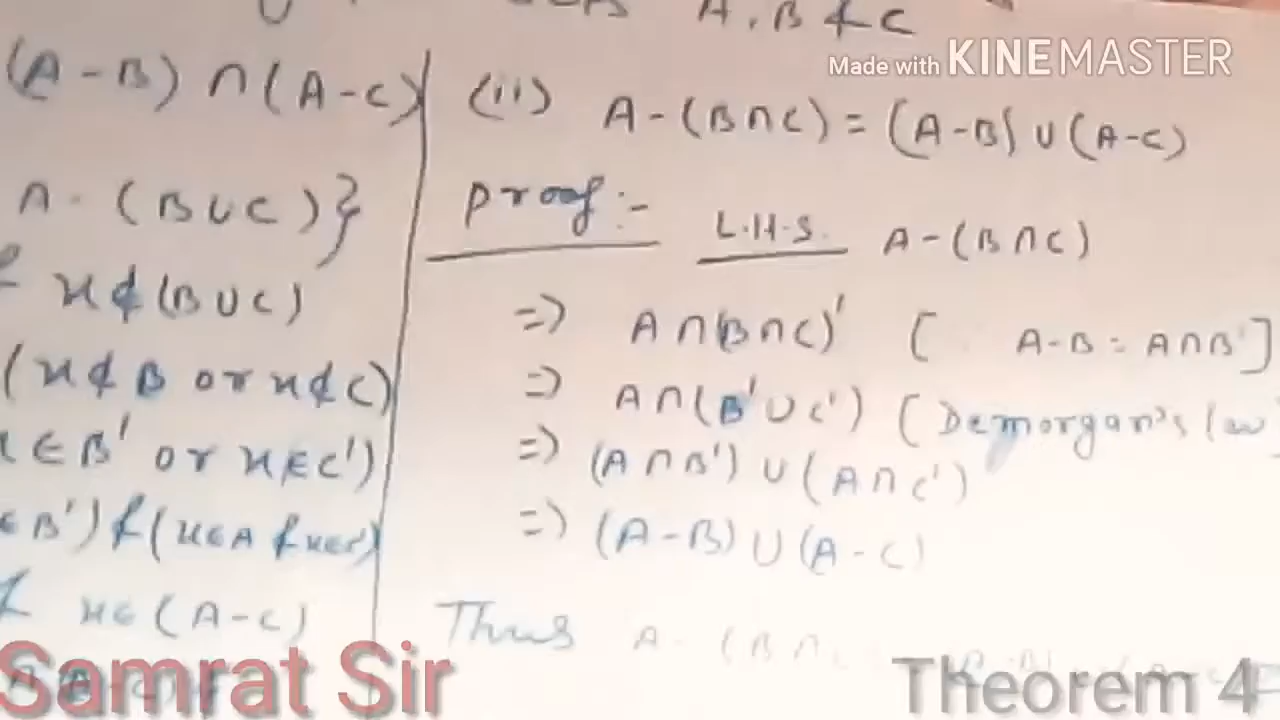 A, B & C
Made with KINEMASTER
(A-B) ∩ (A-C)
A - (B∪C)}
& x ∉ (B∪C)
(x ∉ B or x ∉ C)
x ∈ B' or x ∈ C')
∈ B') & (x∈A & x∈C')
& x ∈ (A-C)
(ii) A-(B∩C) = (A-B) ∪ (A-C)
Proof :- L.H.S. A-(B∩C)
=) A∩(B∩C)' [ A-B = A∩B']
=) A∩(B'∪C') [Demorgan's law
=) (A∩B') ∪ (A∩C')
=) (A-B) ∪ (A-C)
Thus A-(B∩
Samrat Sir
Theorem 4